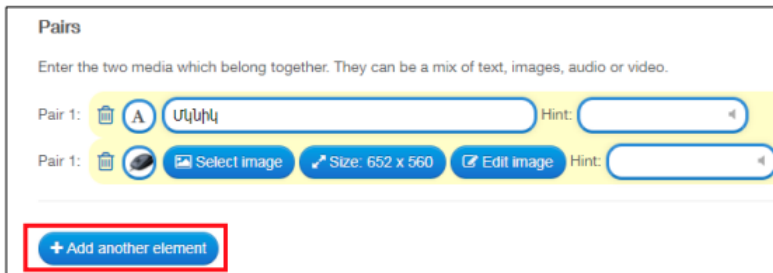 Pairs
Enter the two media which belong together. They can be a mix of text, images, audio or video.
Pair 1: A Մկնիկ Hint:
Pair 1: Select image Size: 652 x 560 Edit image Hint:
+ Add another element